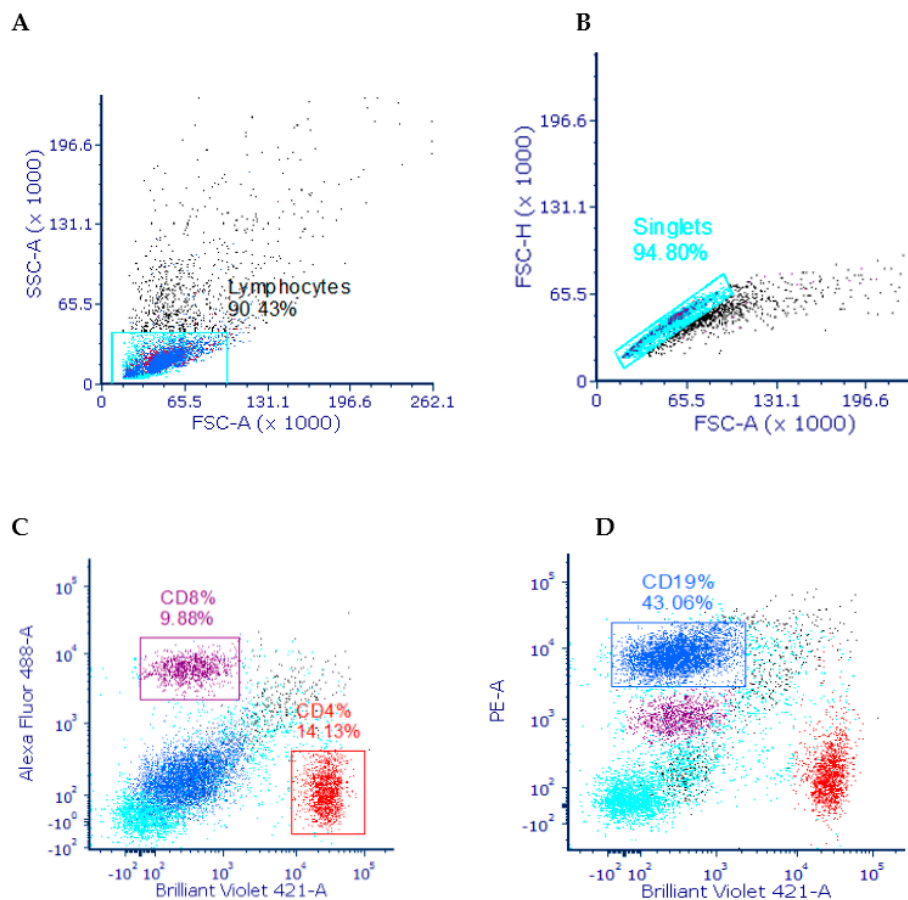 A
B
SSC-A (x 1000)
196.6
131.1
65.5
0
Lymphocytes
90.43%
0 65.5 131.1 196.6 262.1
FSC-A (x 1000)
FSC-H (x 1000)
196.6
131.1
65.5
0
Singlets
94.80%
0 65.5 131.1 196.6
FSC-A (x 1000)
C
D
Alexa Fluor 488-A
10^5
10^4
10^3
10^2
-10^0
-10^2
CD8%
9.88%
CD4%
14.13%
-10^2 10^2 10^3 10^4 10^5
Brilliant Violet 421-A
PE-A
10^5
10^4
10^3
10^2
-10^2
CD19%
43.06%
-10^2 10^2 10^3 10^4 10^5
Brilliant Violet 421-A